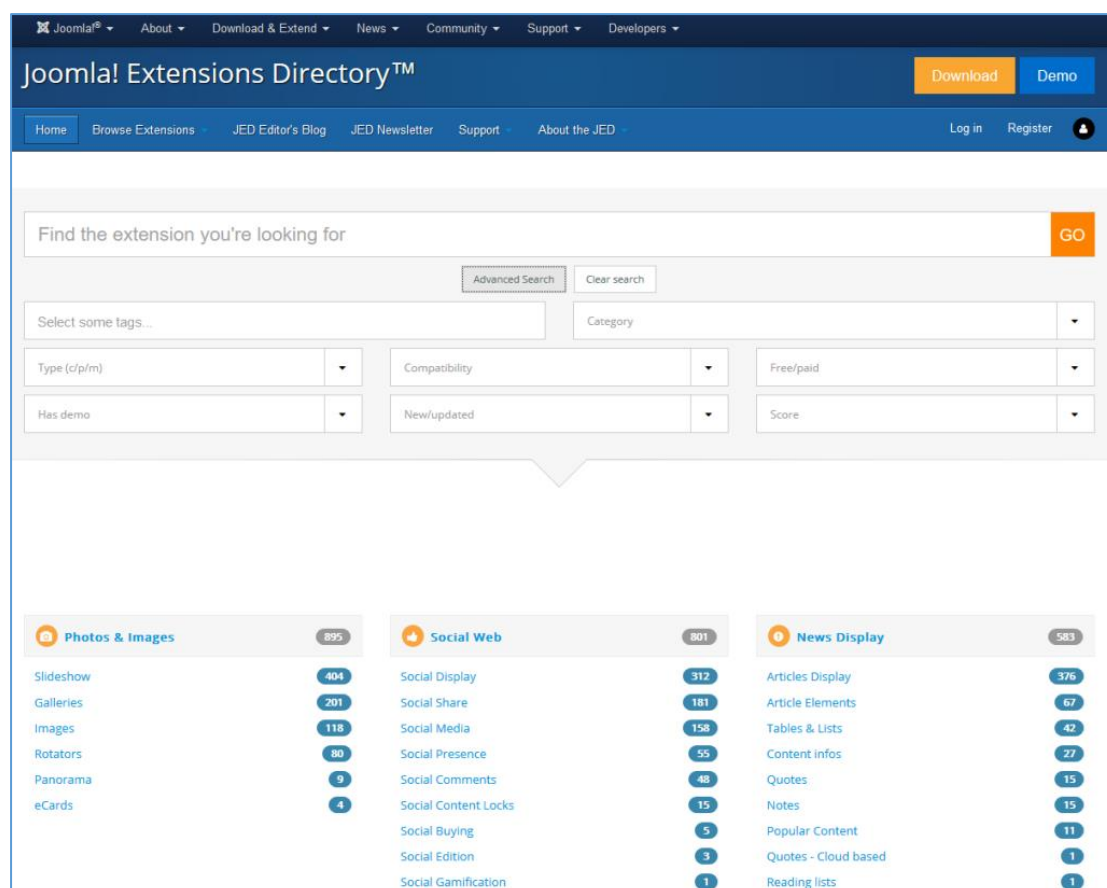 Joomla!® About Download & Extend News Community Support Developers
Joomla! Extensions Directory™
Download Demo
Home Browse Extensions JED Editor's Blog JED Newsletter Support About the JED Log in Register
Find the extension you're looking for GO
Advanced Search Clear search
Select some tags... Category
Type (c/p/m) Compatibility Free/paid
Has demo New/updated Score
Photos & Images 895
Slideshow 404
Galleries 201
Images 118
Rotators 80
Panorama 9
eCards 4
Social Web 801
Social Display 312
Social Share 181
Social Media 158
Social Presence 55
Social Comments 48
Social Content Locks 15
Social Buying 5
Social Edition 3
Social Gamification 1
News Display 583
Articles Display 376
Article Elements 67
Tables & Lists 42
Content infos 27
Quotes 15
Notes 15
Popular Content 11
Quotes - Cloud based 1
Reading lists 1